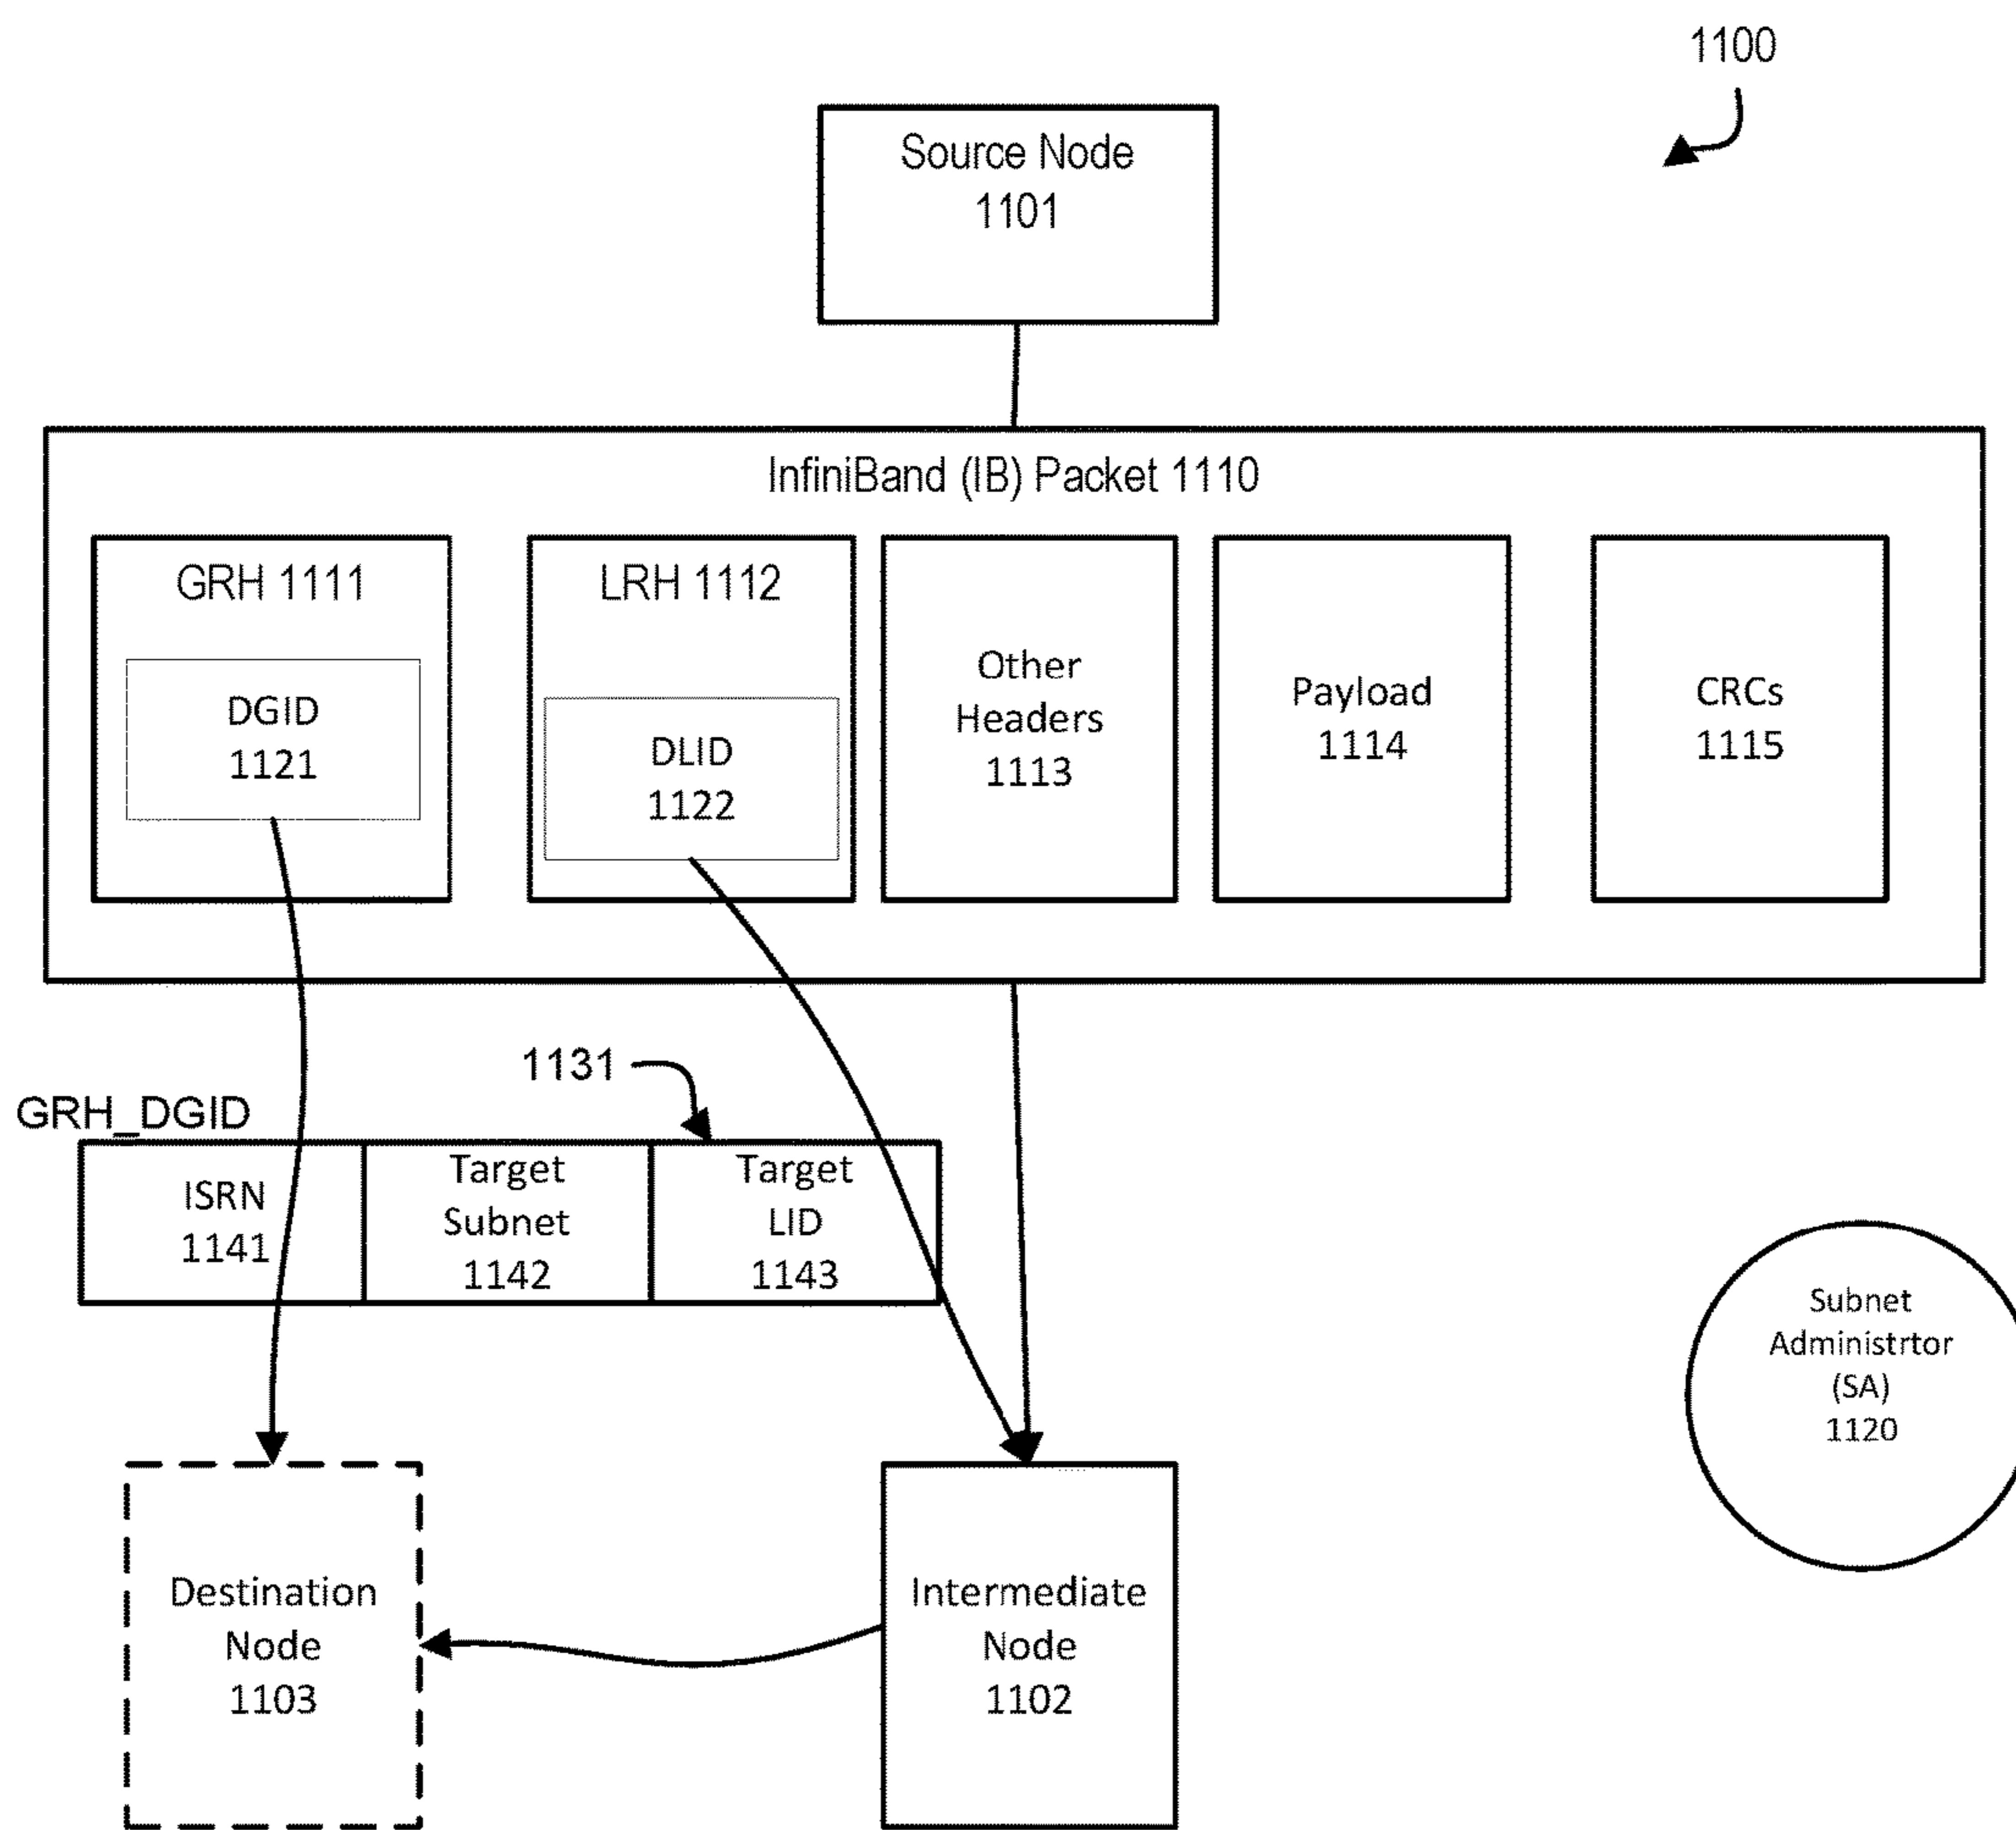 1100
Source Node
1101
InfiniBand (IB) Packet 1110
GRH 1111
DGID
1121
LRH 1112
DLID
1122
Other
Headers
1113
Payload
1114
CRCs
1115
1131
GRH_DGID
ISRN
1141
Target
Subnet
1142
Target
LID
1143
Subnet
Administrtor
(SA)
1120
Destination
Node
1103
Intermediate
Node
1102